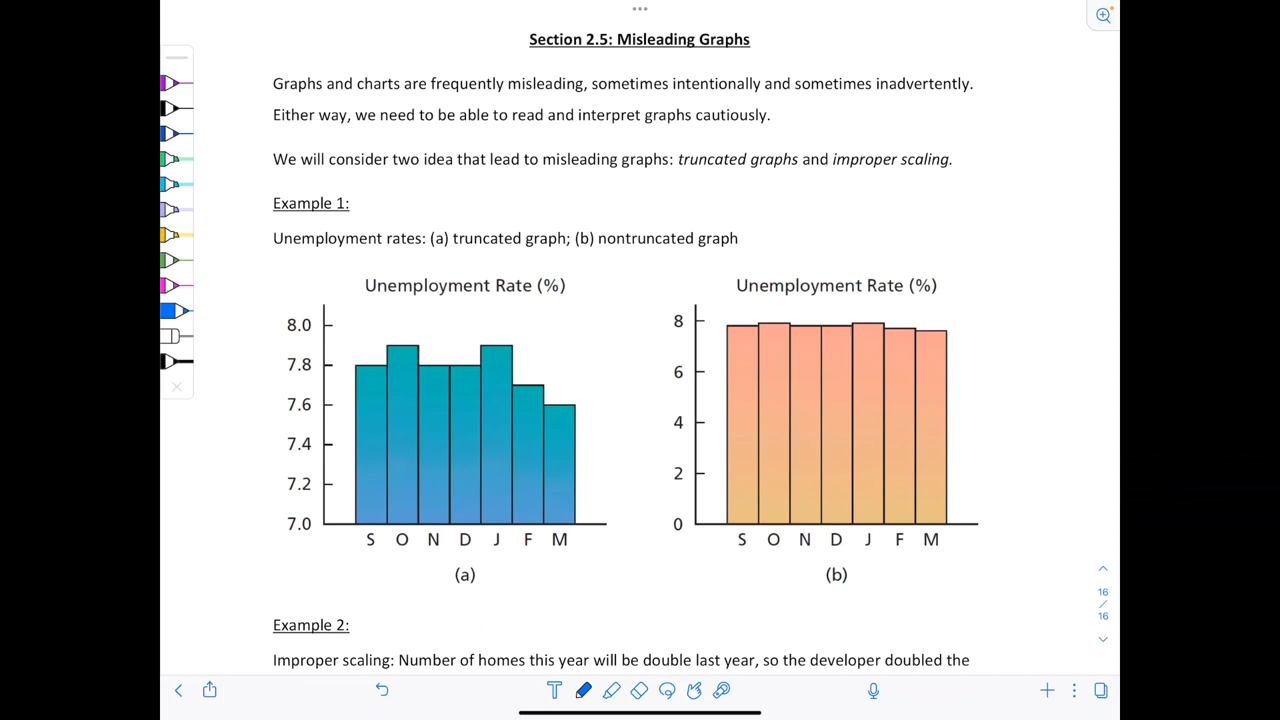 Section 2.5: Misleading Graphs
Graphs and charts are frequently misleading, sometimes intentionally and sometimes inadvertently.
Either way, we need to be able to read and interpret graphs cautiously.
We will consider two idea that lead to misleading graphs: truncated graphs and improper scaling.
Example 1:
Unemployment rates: (a) truncated graph; (b) nontruncated graph
Unemployment Rate (%)
8.0
7.8
7.6
7.4
7.2
7.0
S O N D J F M
(a)
Unemployment Rate (%)
8
6
4
2
0
S O N D J F M
(b)
Example 2:
Improper scaling: Number of homes this year will be double last year, so the developer doubled the
16
/
16
T